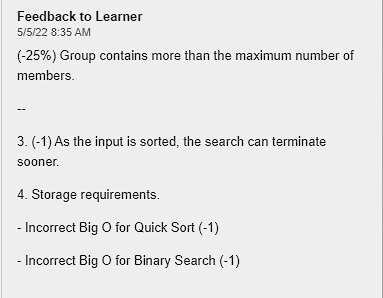 Feedback to Learner
5/5/22 8:35 AM
(-25%) Group contains more than the maximum number of
members.
--
3. (-1) As the input is sorted, the search can terminate
sooner.
4. Storage requirements.
- Incorrect Big O for Quick Sort (-1)
- Incorrect Big O for Binary Search (-1)